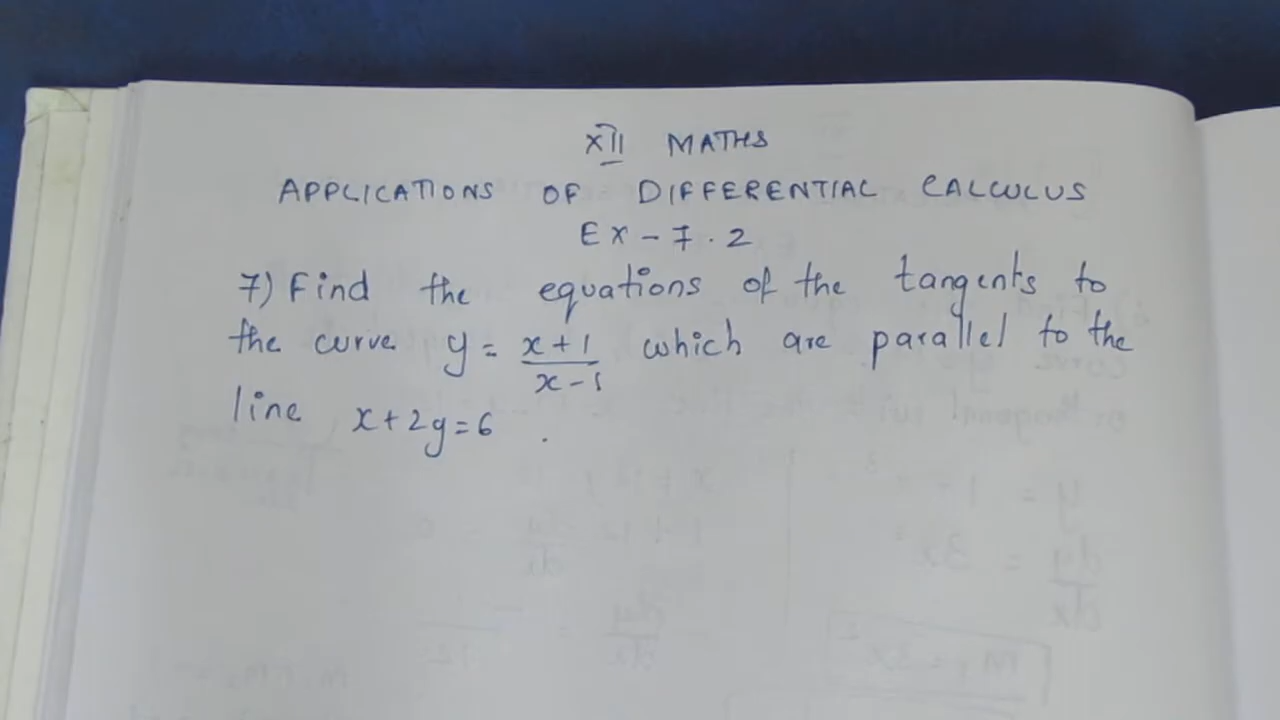 XII MATHS
APPLICATIONS OF DIFFERENTIAL CALCULUS
EX-7.2
7) Find the equations of the tangents to
the curve y = (x+1)/(x-1) which are parallel to the
line x+2y=6.